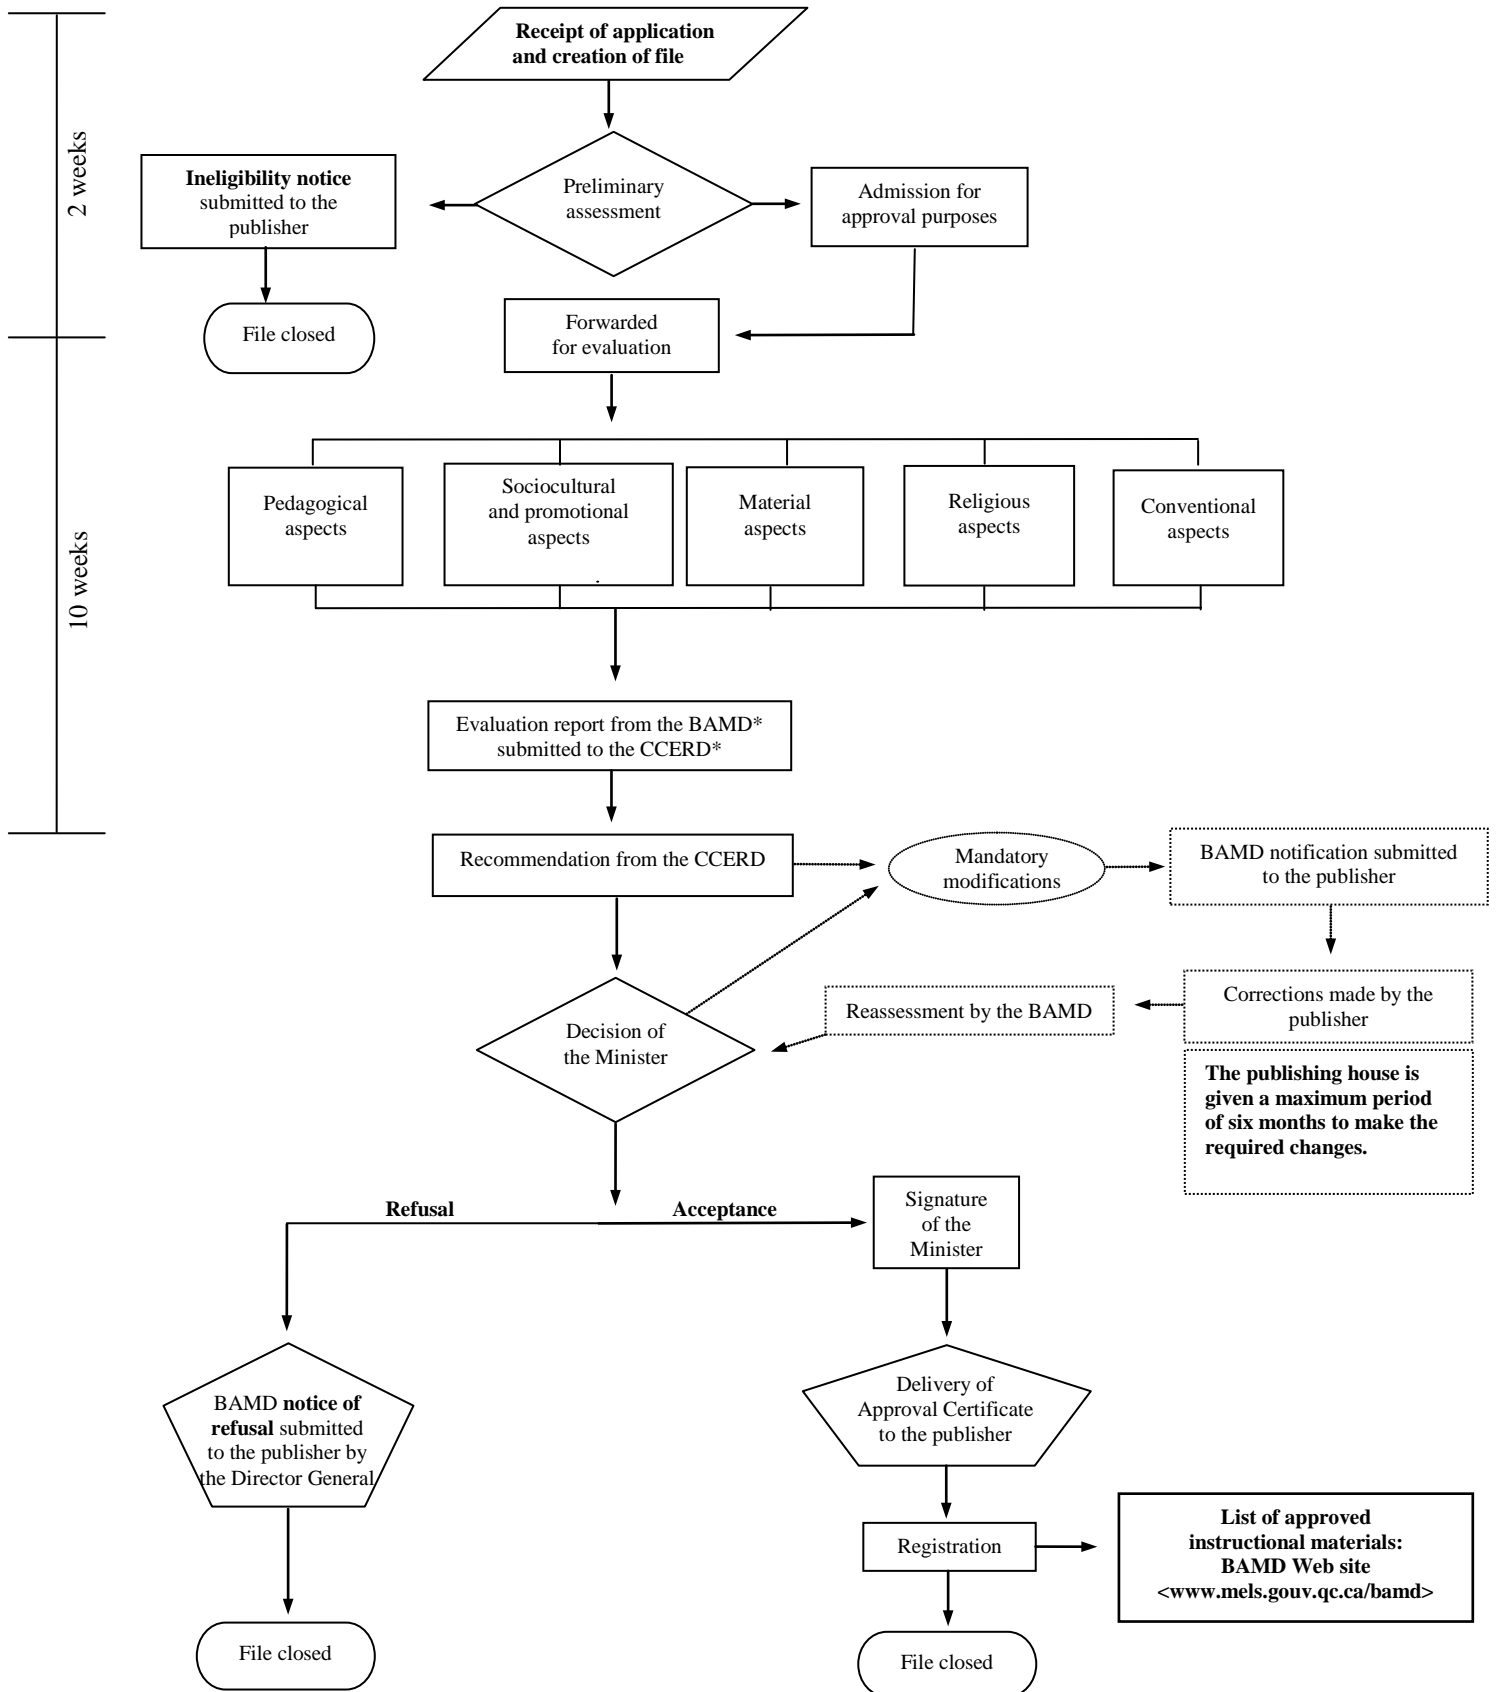 Receipt of application
and creation of file
2 weeks
Ineligibility notice
submitted to the
publisher
Preliminary
assessment
Admission for
approval purposes
File closed
Forwarded
for evaluation
10 weeks
Pedagogical
aspects
Sociocultural
and promotional
aspects
.
Material
aspects
Religious
aspects
Conventional
aspects
Evaluation report from the BAMD*
submitted to the CCERD*
Recommendation from the CCERD
Mandatory
modifications
BAMD notification submitted
to the publisher
Decision of
the Minister
Reassessment by the BAMD
Corrections made by the
publisher
The publishing house is
given a maximum period
of six months to make the
required changes.
Refusal
Acceptance
Signature
of the
Minister
BAMD notice of
refusal submitted
to the publisher by
the Director General
Delivery of
Approval Certificate
to the publisher
Registration
List of approved
instructional materials:
BAMD Web site
<www.mels.gouv.qc.ca/bamd>
File closed
File closed